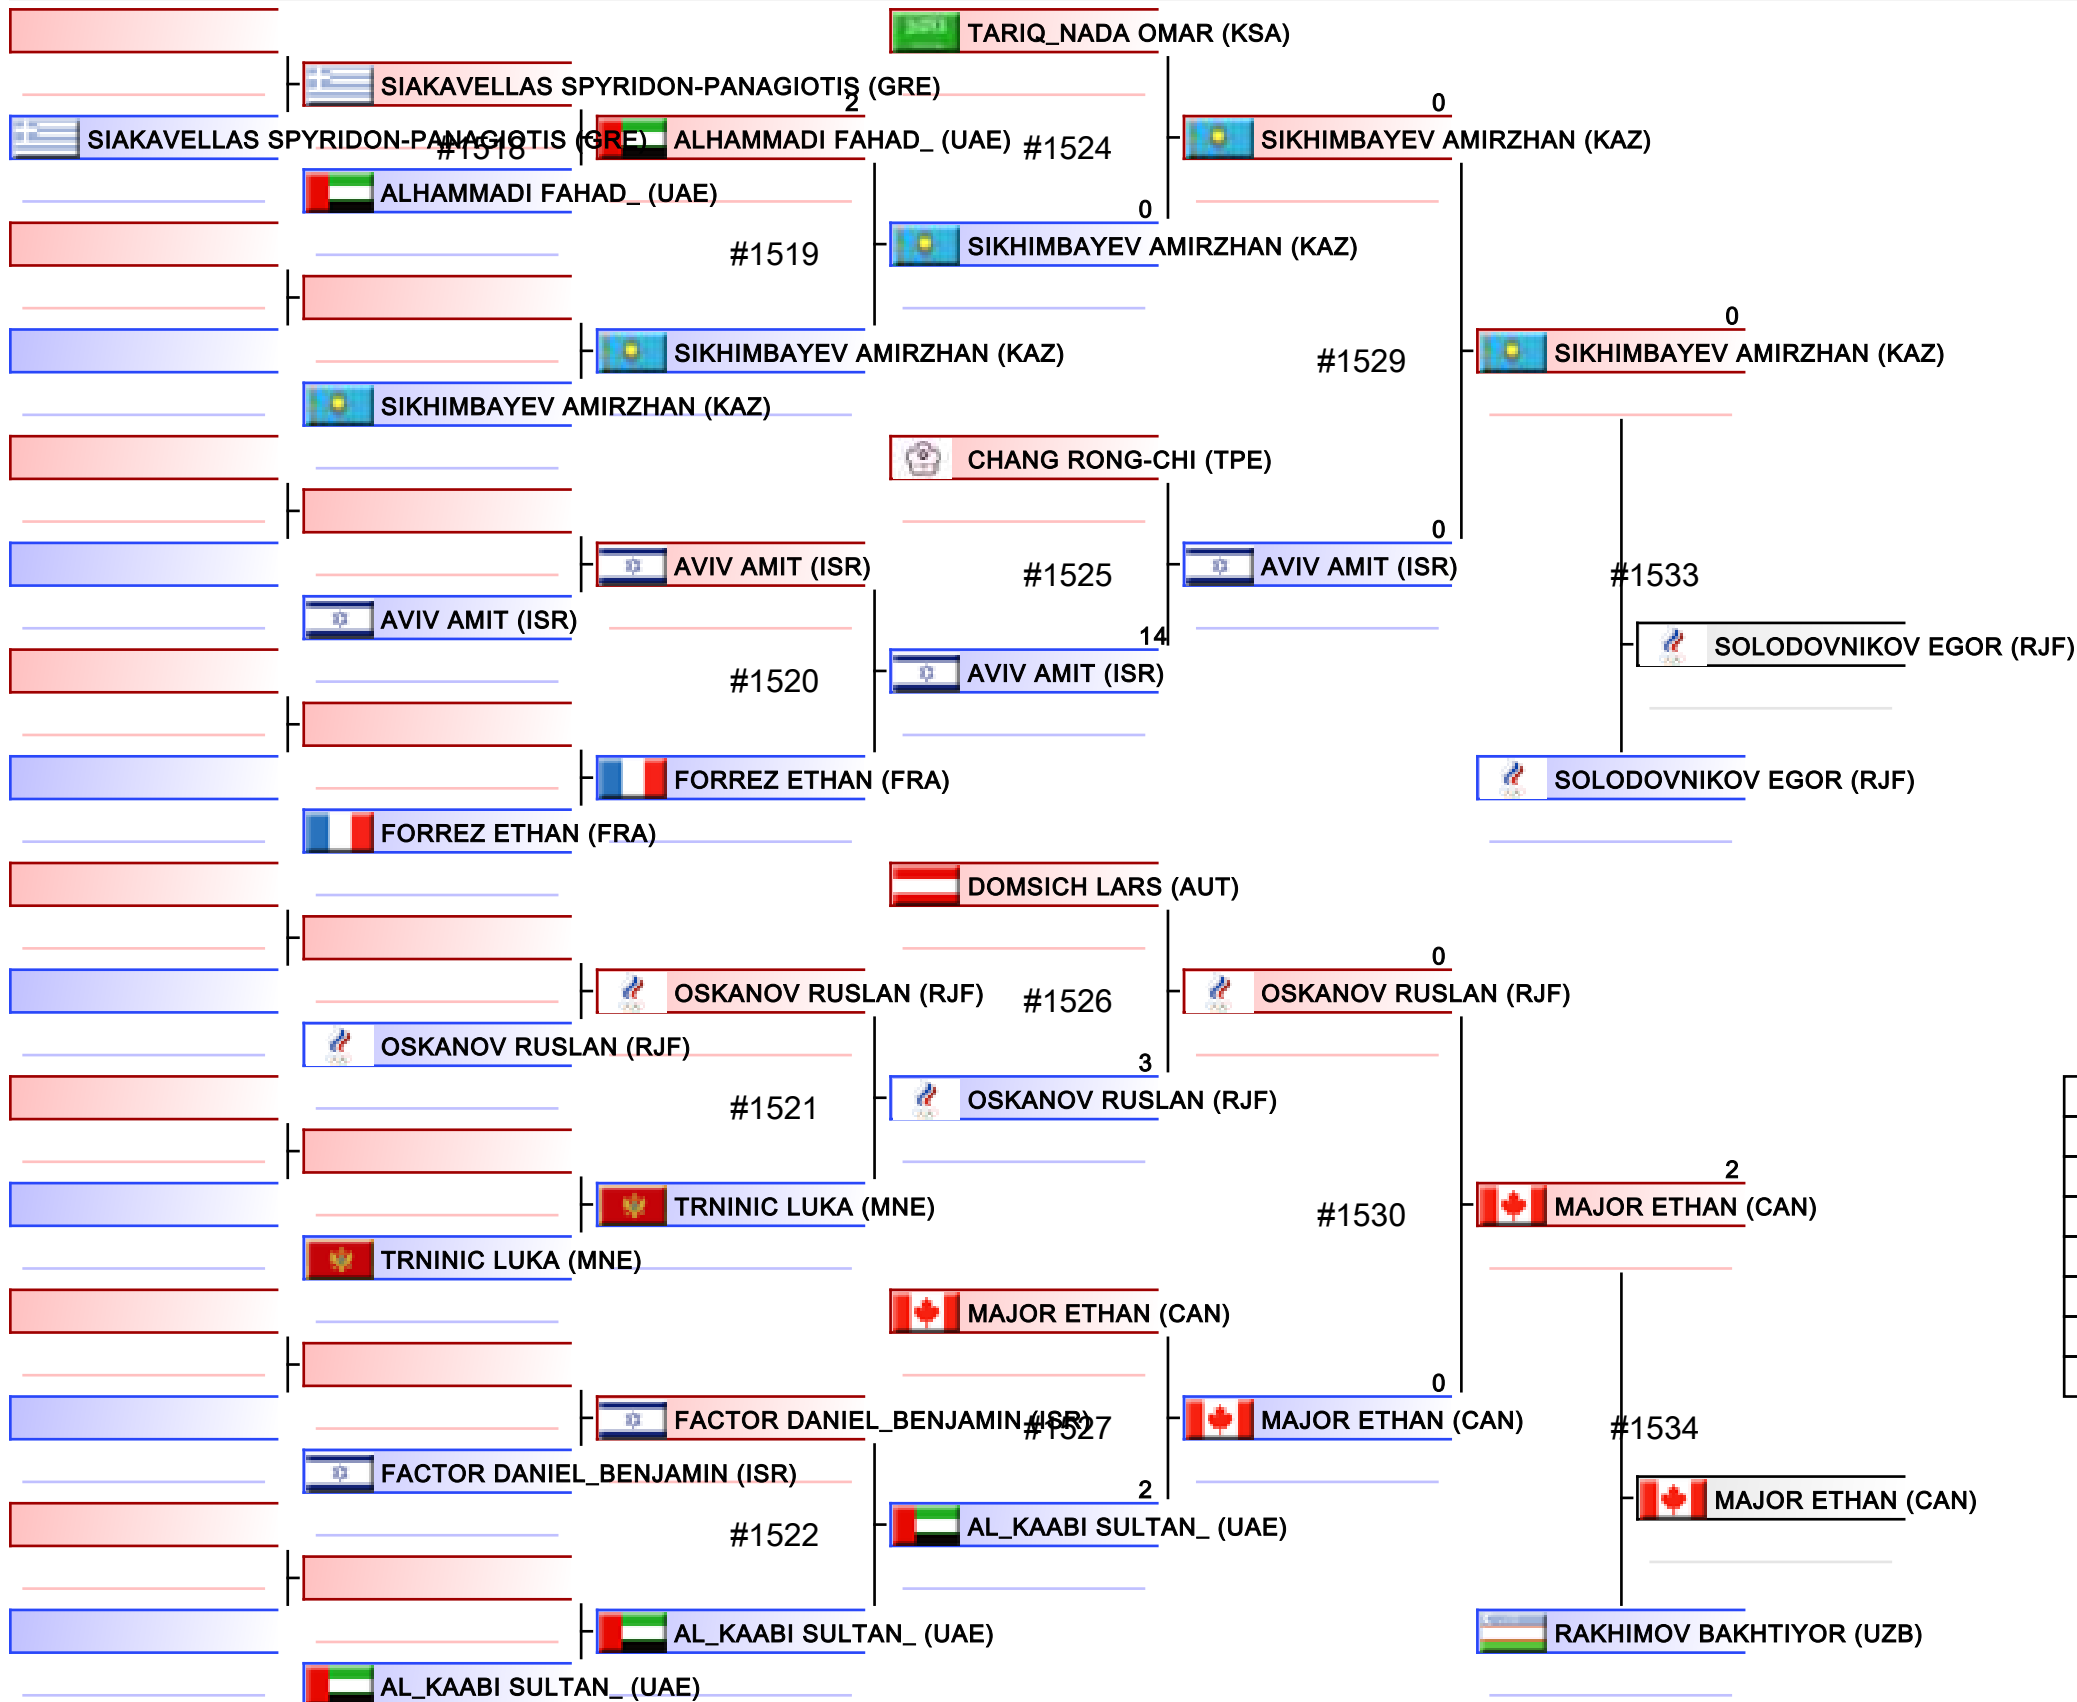 TARIQ_NADA OMAR (KSA)
SIAKAVELLAS SPYRIDON-PANAGIOTIS (GRE)
2
0
SIAKAVELLAS SPYRIDON-PANAGIOTIS (GRE)
#1518
ALHAMMADI FAHAD_ (UAE)
#1524
SIKHIMBAYEV AMIRZHAN (KAZ)
ALHAMMADI FAHAD_ (UAE)
0
#1519
SIKHIMBAYEV AMIRZHAN (KAZ)
0
SIKHIMBAYEV AMIRZHAN (KAZ)
#1529
SIKHIMBAYEV AMIRZHAN (KAZ)
SIKHIMBAYEV AMIRZHAN (KAZ)
CHANG RONG-CHI (TPE)
0
AVIV AMIT (ISR)
#1525
AVIV AMIT (ISR)
#1533
AVIV AMIT (ISR)
14
SOLODOVNIKOV EGOR (RJF)
#1520
AVIV AMIT (ISR)
FORREZ ETHAN (FRA)
SOLODOVNIKOV EGOR (RJF)
FORREZ ETHAN (FRA)
DOMSICH LARS (AUT)
0
OSKANOV RUSLAN (RJF)
#1526
OSKANOV RUSLAN (RJF)
OSKANOV RUSLAN (RJF)
3
#1521
OSKANOV RUSLAN (RJF)
2
TRNINIC LUKA (MNE)
#1530
MAJOR ETHAN (CAN)
TRNINIC LUKA (MNE)
MAJOR ETHAN (CAN)
0
FACTOR DANIEL_BENJAMIN (ISR)
#1527
MAJOR ETHAN (CAN)
#1534
FACTOR DANIEL_BENJAMIN (ISR)
2
MAJOR ETHAN (CAN)
#1522
AL_KAABI SULTAN_ (UAE)
AL_KAABI SULTAN_ (UAE)
RAKHIMOV BAKHTIYOR (UZB)
AL_KAABI SULTAN_ (UAE)